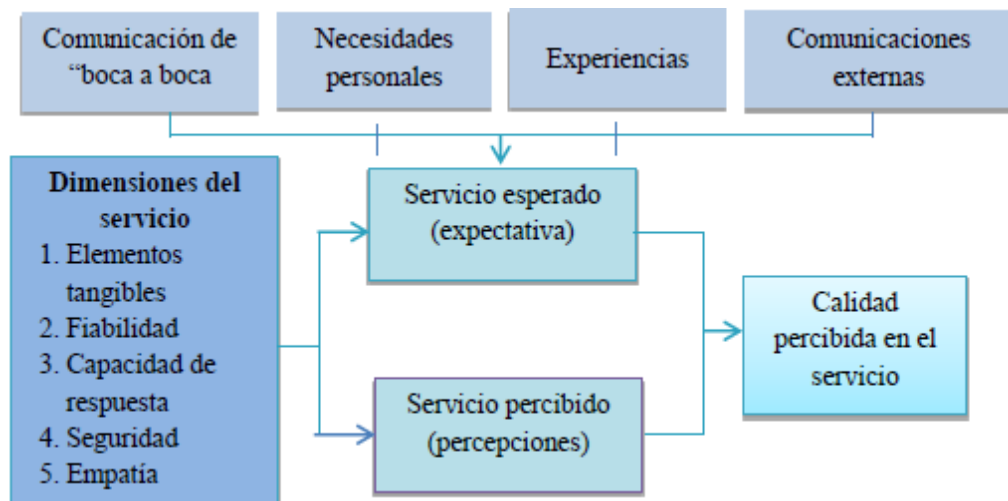 Comunicación de
“boca a boca
Necesidades
personales
Experiencias
Comunicaciones
externas
Dimensiones del
servicio
1. Elementos
tangibles
2. Fiabilidad
3. Capacidad de
respuesta
4. Seguridad
5. Empatía
Servicio esperado
(expectativa)
Servicio percibido
(percepciones)
Calidad
percibida en el
servicio